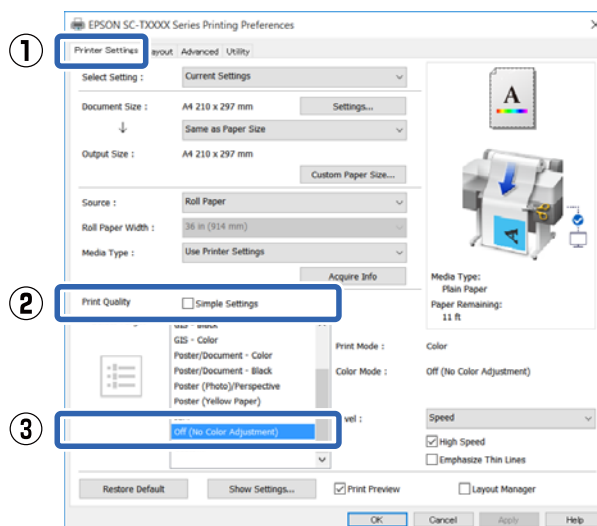 EPSON SC-TXXXX Series Printing Preferences
1
Printer Settings ayout Advanced Utility
Select Setting : Current Settings
Document Size : A4 210 x 297 mm Settings...
↓ Same as Paper Size
Output Size : A4 210 x 297 mm
Custom Paper Size...
A
Source : Roll Paper
Roll Paper Width : 36 in (914 mm)
Media Type : Use Printer Settings
Acquire Info
Media Type:
Plain Paper
Paper Remaining:
11 ft
2
Print Quality Simple Settings
GIS - Color
Poster/Document - Color
Poster/Document - Black
Poster (Photo)/Perspective
Poster (Yellow Paper)
Print Mode : Color
Color Mode : Off (No Color Adjustment)
3
Off (No Color Adjustment)
vel : Speed
High Speed
Emphasize Thin Lines
Restore Default Show Settings... Print Preview Layout Manager
OK Cancel Apply Help